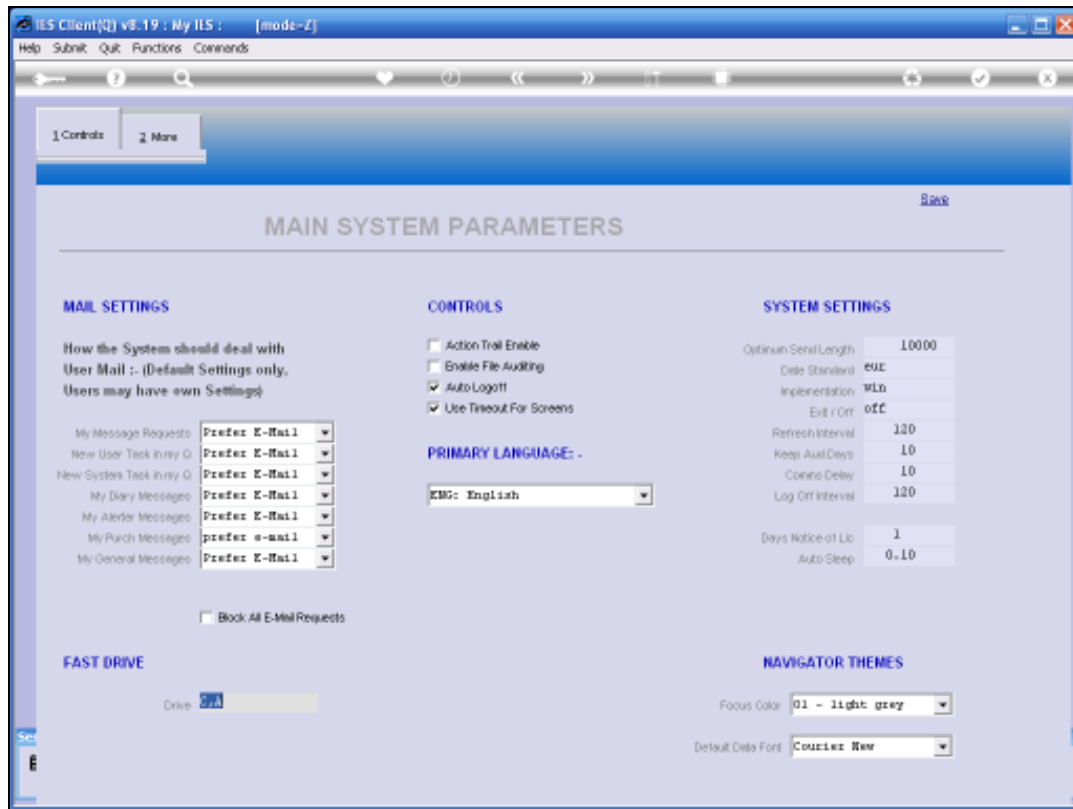 IES Client(Q) v8.19 : My IES : [mode=Z]
Help Submit Quit Functions Commands
1 Controls
2 More
Save
MAIN SYSTEM PARAMETERS
MAIL SETTINGS
How the System should deal with
User Mail :- (Default Settings only,
Users may have own Settings)
My Message Requests Prefer E-Mail
New User Task in my Q Prefer E-Mail
New System Task in my Q Prefer E-Mail
My Diary Messages Prefer E-Mail
My Alerter Messages Prefer E-Mail
My Purch Messages prefer e-mail
My General Messages Prefer E-Mail
Block All E-Mail Requests
FAST DRIVE
Drive
CONTROLS
Action Trail Enable
Enable File Auditing
Auto Logoff
Use Timeout For Screens
PRIMARY LANGUAGE: -
ENG: English
SYSTEM SETTINGS
Optimum Send Length 10000
Date Standard eur
Implementation win
Exit / Off off
Refresh Interval 120
Keep Aud Days 10
Comms Delay 10
Log Off Interval 120
Days Notice of Lic 1
Auto Sleep 0.10
NAVIGATOR THEMES
Focus Color 01 - light grey
Default Data Font Courier New